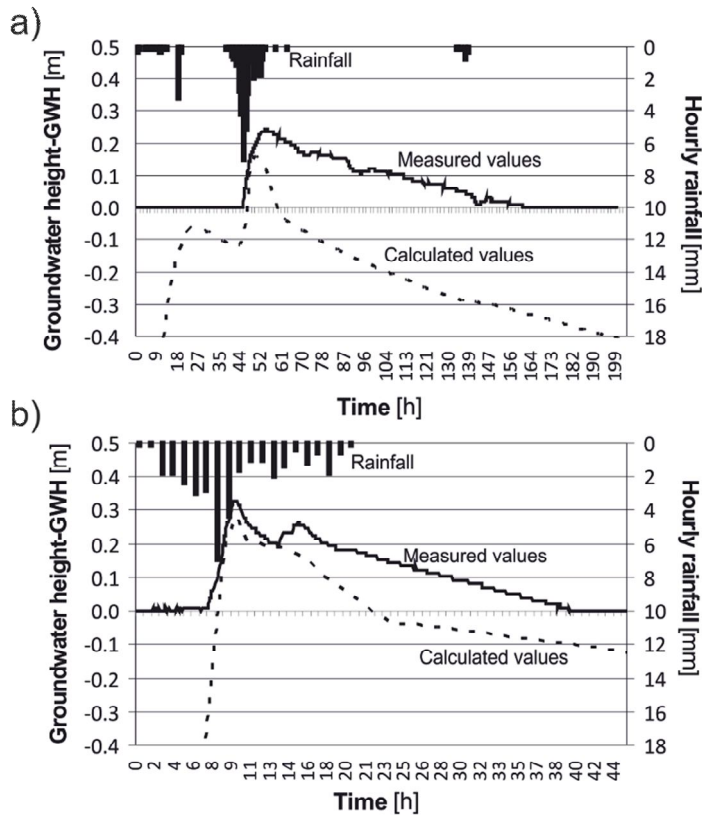 a)
Groundwater height-GWH [m]
0.5
0.4
0.3
0.2
0.1
0.0
-0.1
-0.2
-0.3
-0.4
Rainfall
Measured values
Calculated values
0
2
4
6
8
10
12
14
16
18
Hourly rainfall [mm]
0 9 18 27 35 44 52 61 70 78 87 96 104 113 121 130 139 147 156 164 173 182 190 199
Time [h]
b)
Groundwater height-GWH [m]
0.5
0.4
0.3
0.2
0.1
0.0
-0.1
-0.2
-0.3
-0.4
Rainfall
Measured values
Calculated values
0
2
4
6
8
10
12
14
16
18
Hourly rainfall [mm]
0 2 4 6 8 9 11 13 14 16 18 19 20 21 23 25 26 28 30 32 33 35 37 38 40 42 44
Time [h]